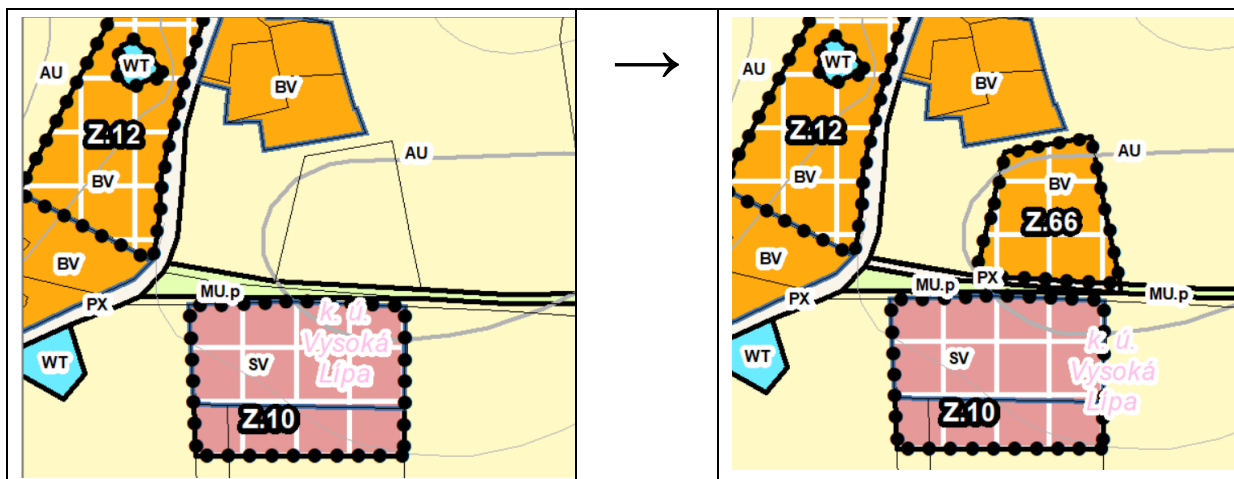 WT
AU
BV
Z.12
AU
BV
BV
PX
MU.p
k. ú.
Vysoká
Lípa
WT
SV
Z.10
→
WT
AU
BV
Z.12
AU
BV
BV
Z.66
BV
PX
PX
MU.p
MU.p
k. ú.
Vysoká
Lípa
WT
SV
Z.10